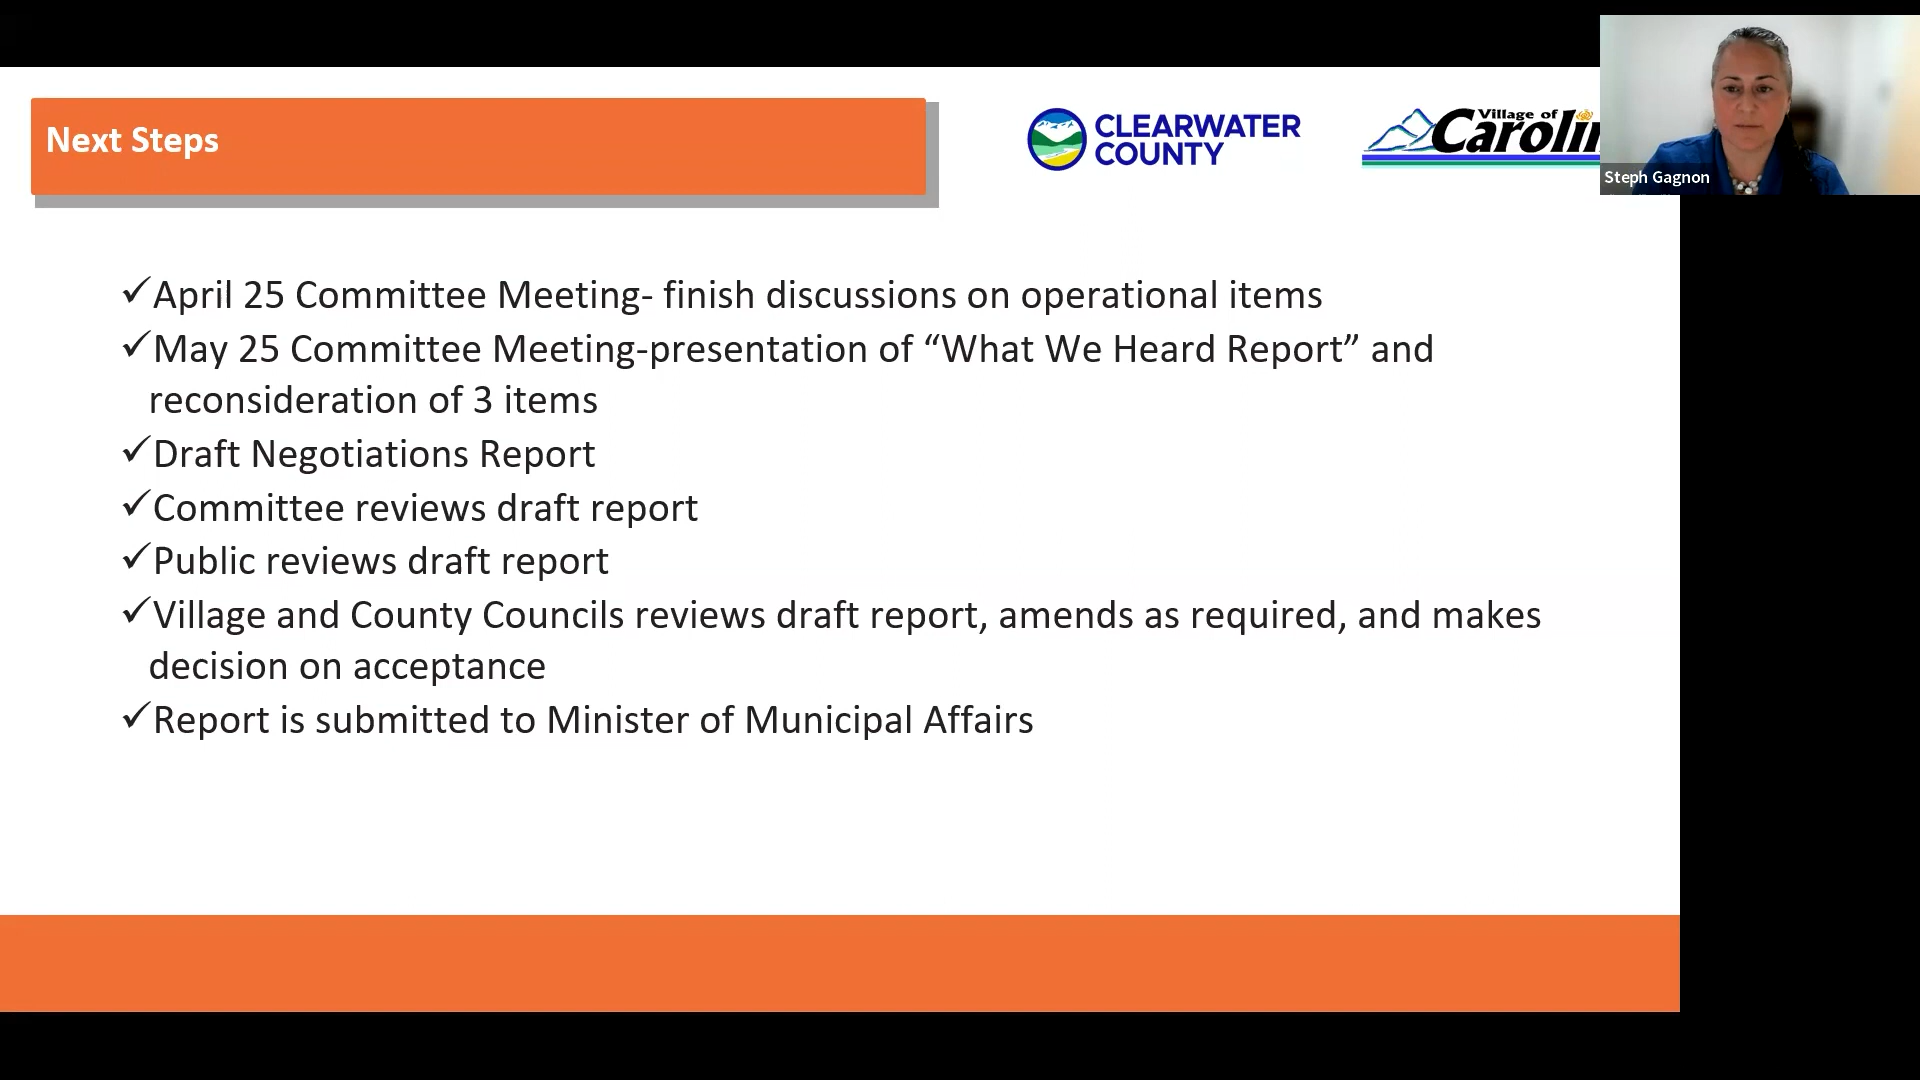 Next Steps
CLEARWATER
COUNTY
Village of
Steph Gagnon
✓April 25 Committee Meeting- finish discussions on operational items
✓May 25 Committee Meeting-presentation of “What We Heard Report” and
reconsideration of 3 items
✓Draft Negotiations Report
✓Committee reviews draft report
✓Public reviews draft report
✓Village and County Councils reviews draft report, amends as required, and makes
decision on acceptance
✓Report is submitted to Minister of Municipal Affairs